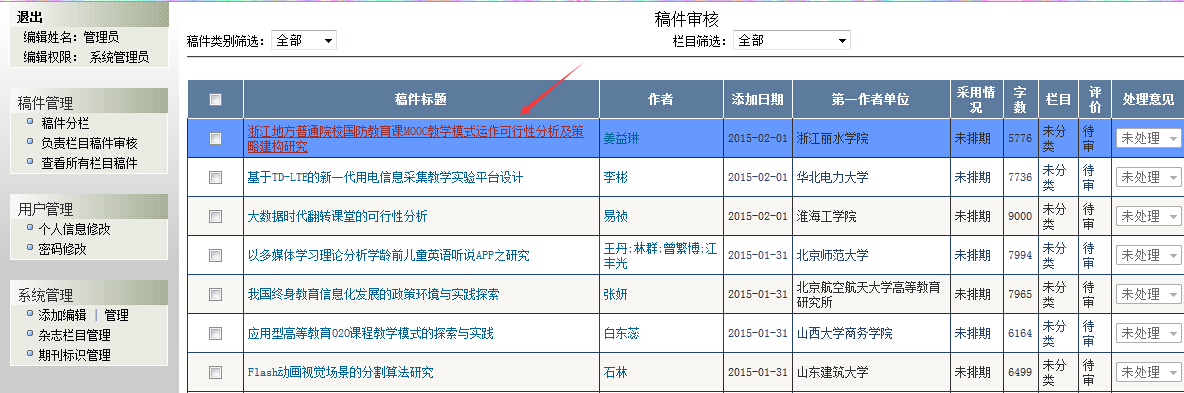 退出
编辑姓名：管理员
编辑权限： 系统管理员
稿件管理
稿件分栏
负责栏目稿件审核
查看所有栏目稿件
用户管理
个人信息修改
密码修改
系统管理
添加编辑 | 管理
杂志栏目管理
期刊标识管理
稿件审核
稿件类别筛选： 全部 栏目筛选： 全部
稿件标题 作者 添加日期 第一作者单位 采用情况 字数 栏目 评价 处理意见
浙江地方普通院校国防教育课MOOC教学模式运作可行性分析及策
略建构研究 姜益琳 2015-02-01 浙江丽水学院 未排期 5776 未分类 待审 未处理
基于TD-LTE的新一代用电信息采集教学实验平台设计 李彬 2015-02-01 华北电力大学 未排期 7736 未分类 待审 未处理
大数据时代翻转课堂的可行性分析 易祯 2015-02-01 淮海工学院 未排期 9000 未分类 待审 未处理
以多媒体学习理论分析学龄前儿童英语听说APP之研究 王丹;林群;曾繁博;江丰光 2015-01-31 北京师范大学 未排期 7994 未分类 待审 未处理
我国终身教育信息化发展的政策环境与实践探索 张妍 2015-01-31 北京航空航天大学高等教育研究所 未排期 7965 未分类 待审 未处理
应用型高等教育O2O课程教学模式的探索与实践 白东蕊 2015-01-31 山西大学商务学院 未排期 6164 未分类 待审 未处理
Flash动画视觉场景的分割算法研究 石林 2015-01-31 山东建筑大学 未排期 6499 未分类 待审 未处理